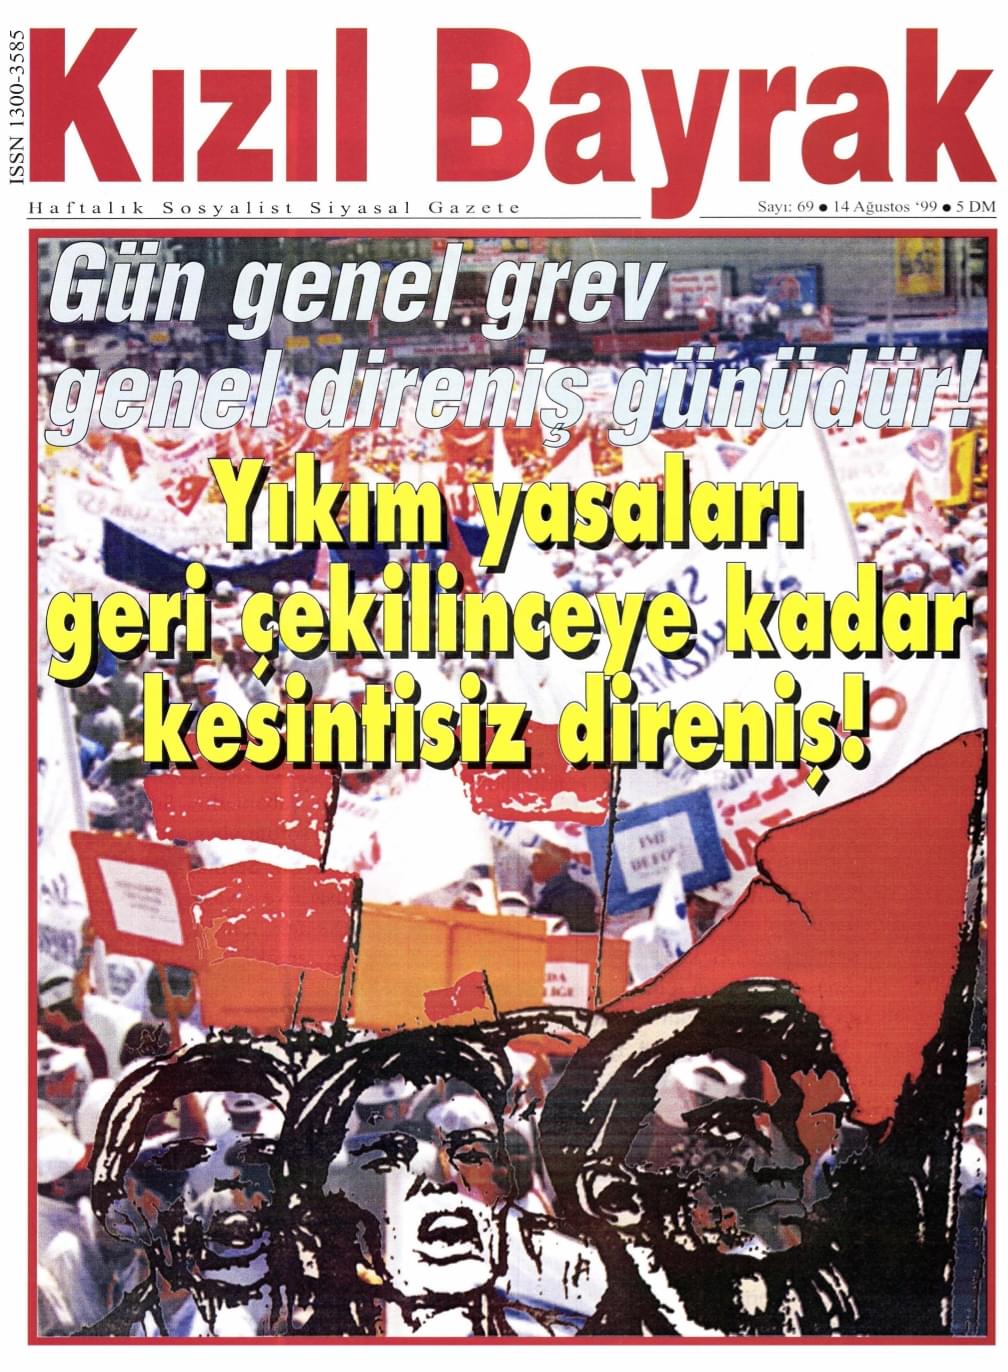 ISSN 1300-3585
Kızıl Bayrak
Haftalık Sosyalist Siyasal Gazete
Sayı: 69 ● 14 Ağustos ‘99 ● 5 DM
Gün genel grev
genel direniş günüdür!
Yıkım yasaları
geri çekilinceye kadar
kesintisiz direniş!